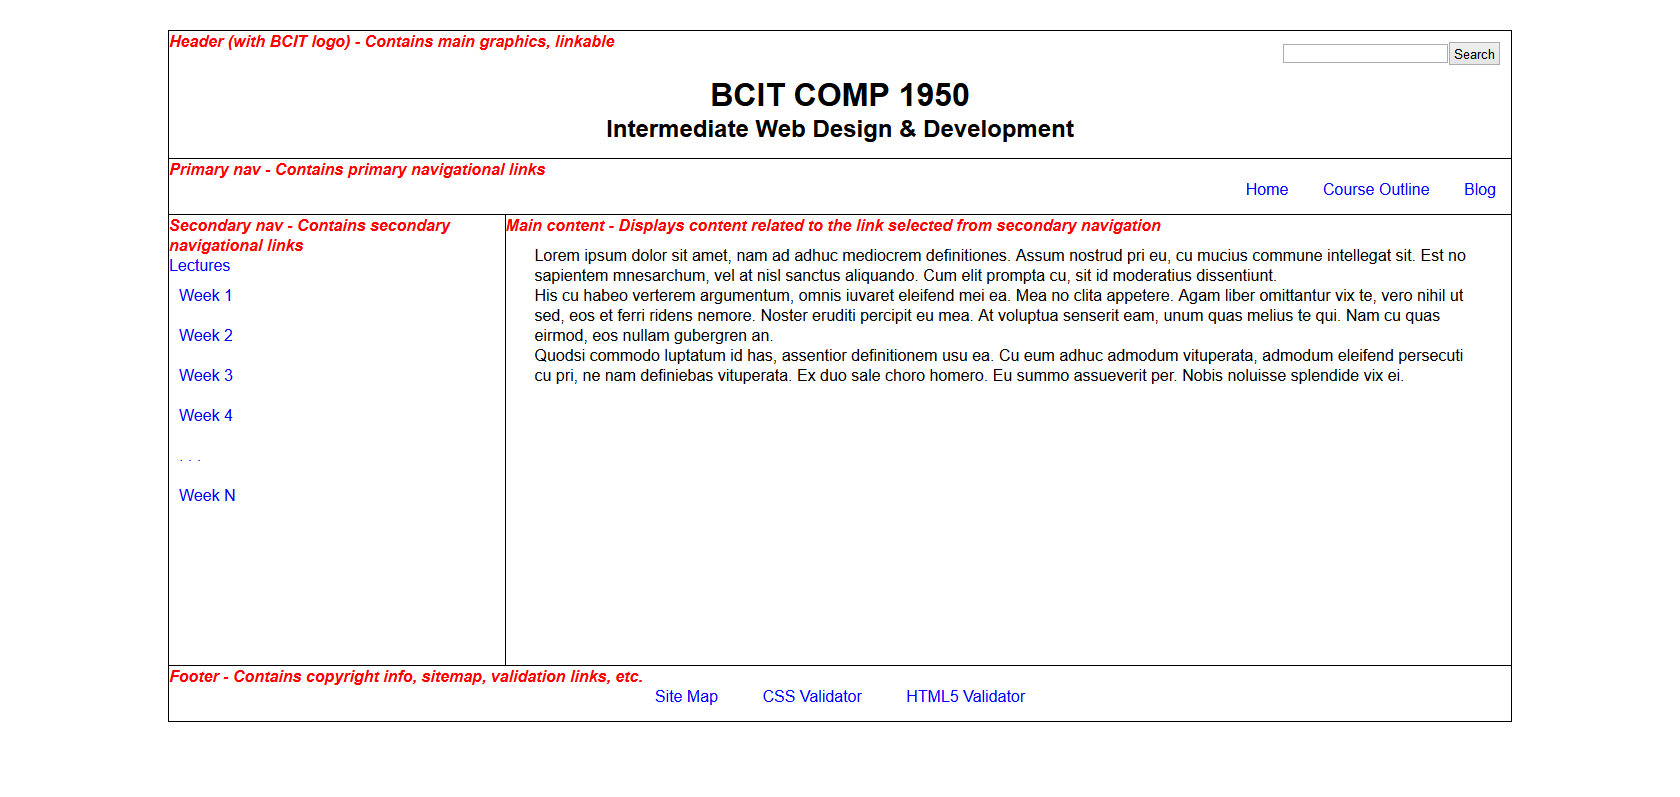 Header (with BCIT logo) - Contains main graphics, linkable
Search
BCIT COMP 1950
Intermediate Web Design & Development
Primary nav - Contains primary navigational links
Home Course Outline Blog
Secondary nav - Contains secondary
navigational links
Lectures
Week 1
Week 2
Week 3
Week 4
. . .
Week N
Main content - Displays content related to the link selected from secondary navigation
Lorem ipsum dolor sit amet, nam ad adhuc mediocrem definitiones. Assum nostrud pri eu, cu mucius commune intellegat sit. Est no
sapientem mnesarchum, vel at nisl sanctus aliquando. Cum elit prompta cu, sit id moderatius dissentiunt.
His cu habeo verterem argumentum, omnis iuvaret eleifend mei ea. Mea no clita appetere. Agam liber omittantur vix te, vero nihil ut
sed, eos et ferri ridens nemore. Noster eruditi percipit eu mea. At voluptua senserit eam, unum quas melius te qui. Nam cu quas
eirmod, eos nullam gubergren an.
Quodsi commodo luptatum id has, assentior definitionem usu ea. Cu eum adhuc admodum vituperata, admodum eleifend persecuti
cu pri, ne nam definiebas vituperata. Ex duo sale choro homero. Eu summo assueverit per. Nobis noluisse splendide vix ei.
Footer - Contains copyright info, sitemap, validation links, etc.
Site Map CSS Validator HTML5 Validator